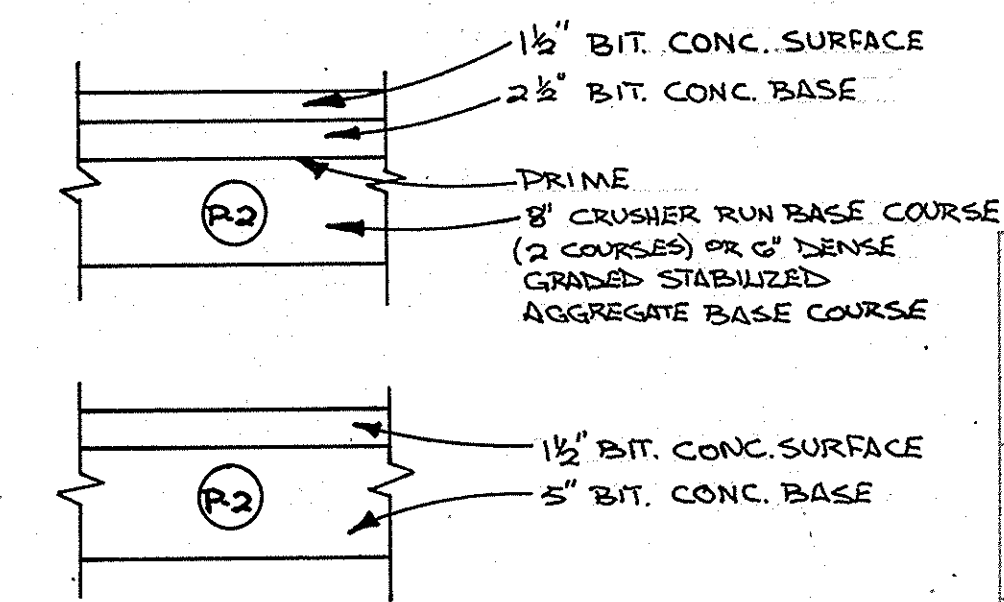 1½" BIT. CONC. SURFACE
2½" BIT. CONC. BASE
PRIME
8" CRUSHER RUN BASE COURSE
(2 COURSES) OR 6" DENSE
GRADED STABILIZED
AGGREGATE BASE COURSE
P-2
1½" BIT. CONC. SURFACE
5" BIT. CONC. BASE
P-2